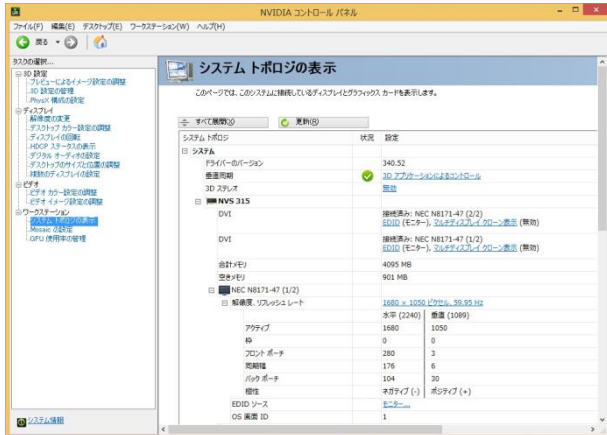 NVIDIA コントロール パネル
ファイル(F) 編集(E) デスクトップ(T) ワークステーション(W) ヘルプ(H)
戻る
タスクの選択...
システム トポロジの表示
3D 設定
プレビューによるイメージ設定の調整
3D 設定の管理
PhysX 構成の設定
ディスプレイ
解像度の変更
デスクトップ カラー設定の調整
ディスプレイの回転
HDCP ステータスの表示
デジタル オーディオの設定
デスクトップのサイズと位置の調整
複数のディスプレイの設定
ビデオ
ビデオ カラー設定の調整
ビデオ イメージ設定の調整
ワークステーション
システム トポロジの表示
Mosaic の設定
GPU 使用率の管理
システム情報
このページでは、このシステムに接続しているディスプレイとグラフィックス カードを表示します。
すべて展開(X) 更新(R)
システム トポロジ 状況 設定
システム
ドライバーのバージョン 340.52
垂直同期 3D アプリケーションによるコントロール
3D ステレオ 無効
NVS 315
DVI 接続済み: NEC N8171-47 (2/2)
EDID (モニター), マルチディスプレイ クローン表示 (無効)
DVI 接続済み: NEC N8171-47 (1/2)
EDID (モニター), マルチディスプレイ クローン表示 (無効)
合計メモリ 4095 MB
空きメモリ 901 MB
NEC N8171-47 (1/2)
解像度、リフレッシュ レート 1680 × 1050 ピクセル, 59.95 Hz
水平 (2240) 垂直 (1089)
アクティブ 1680 1050
枠 0 0
フロント ポーチ 280 3
同期幅 176 6
バック ポーチ 104 30
極性 ネガティブ (-) ポジティブ (+)
EDID ソース モニター...
OS 画面 ID 1